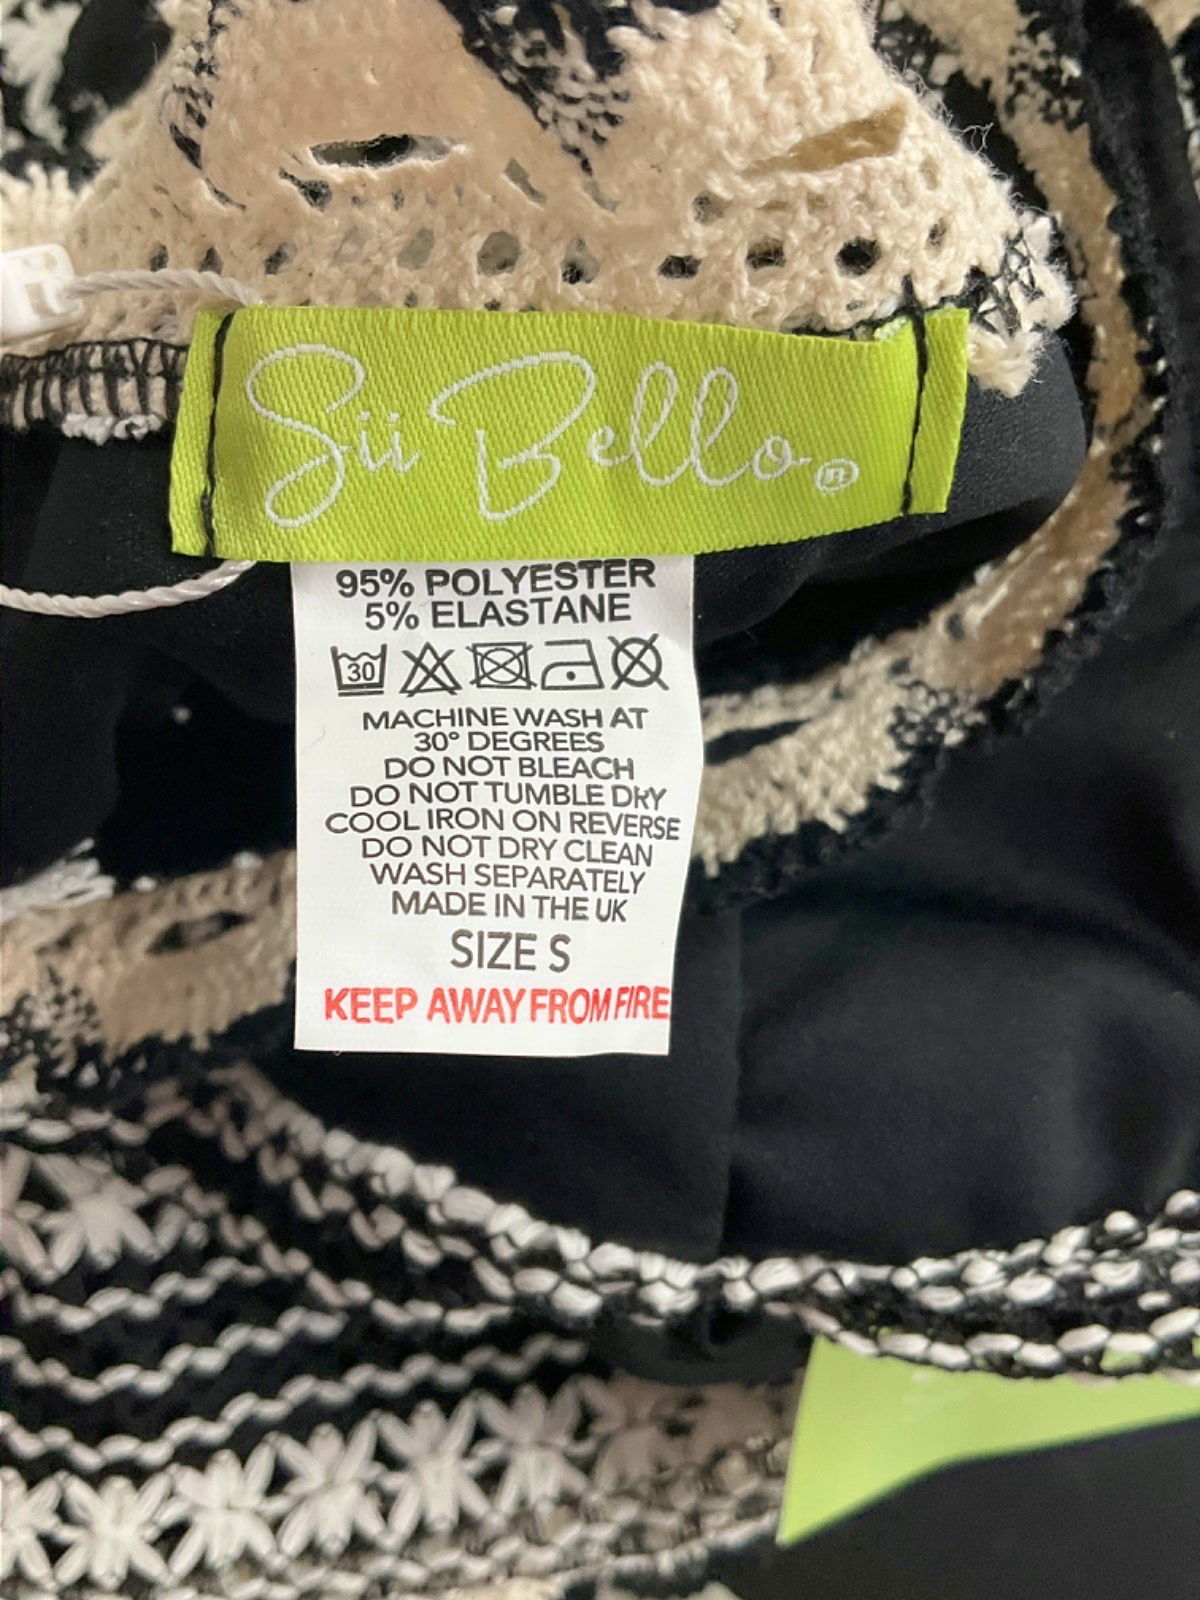 Sii Bello ®
95% POLYESTER
5% ELASTANE
30
MACHINE WASH AT
30° DEGREES
DO NOT BLEACH
DO NOT TUMBLE DRY
COOL IRON ON REVERSE
DO NOT DRY CLEAN
WASH SEPARATELY
MADE IN THE UK
SIZE S
KEEP AWAY FROM FIRE